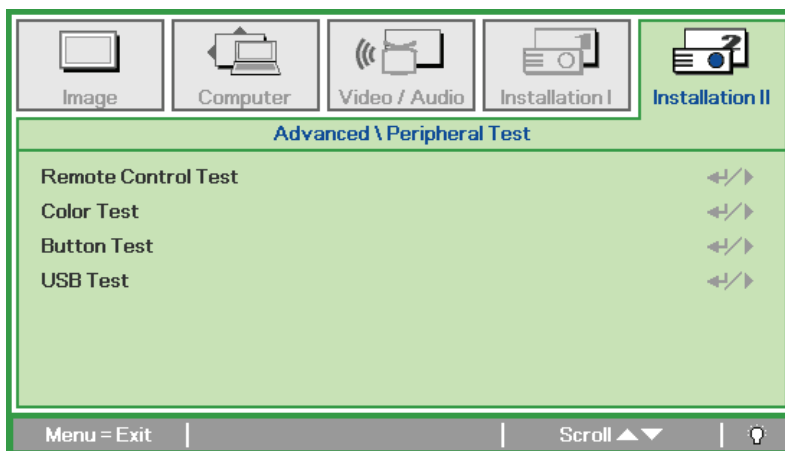 Image
Computer
Video / Audio
Installation I
Installation II
Advanced \ Peripheral Test
Remote Control Test
Color Test
Button Test
USB Test
Menu = Exit
Scroll ▲▼